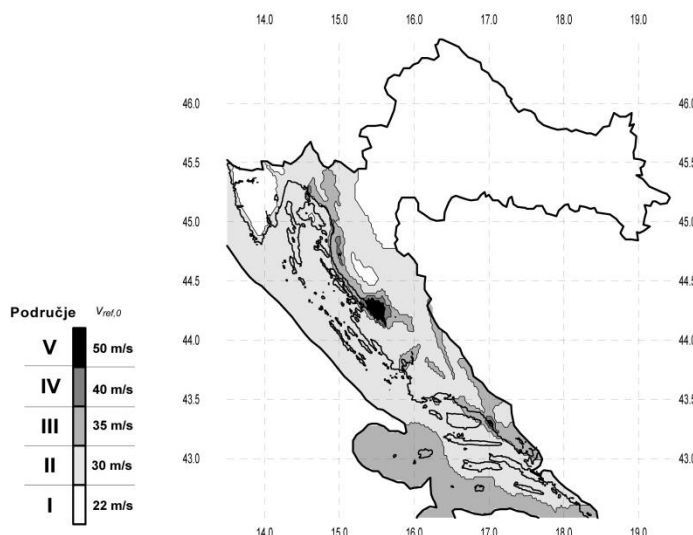 14.0 15.0 16.0 17.0 18.0 19.0
46.0 46.0
45.5 45.5
45.0 45.0
44.5 44.5
44.0 44.0
43.5 43.5
43.0 43.0
14.0 15.0 16.0 17.0 18.0 19.0
Područje Vref,0
V 50 m/s
IV 40 m/s
III 35 m/s
II 30 m/s
I 22 m/s